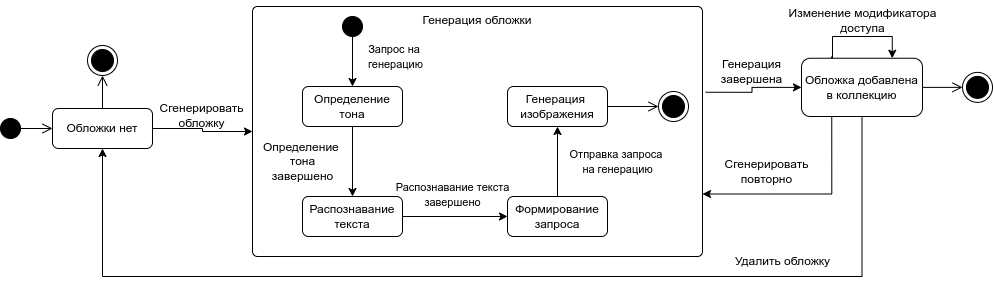 Генерация обложки
Изменение модификатора
доступа
Запрос на
генерацию
Генерация
завершена
Обложка добавлена
в коллекцию
Сгенерировать
обложку
Обложки нет
Определение
тона
Генерация
изображения
Определение
тона
завершено
Отправка запроса
на генерацию
Сгенерировать
повторно
Распознавание текста
завершено
Распознавание
текста
Формирование
запроса
Удалить обложку